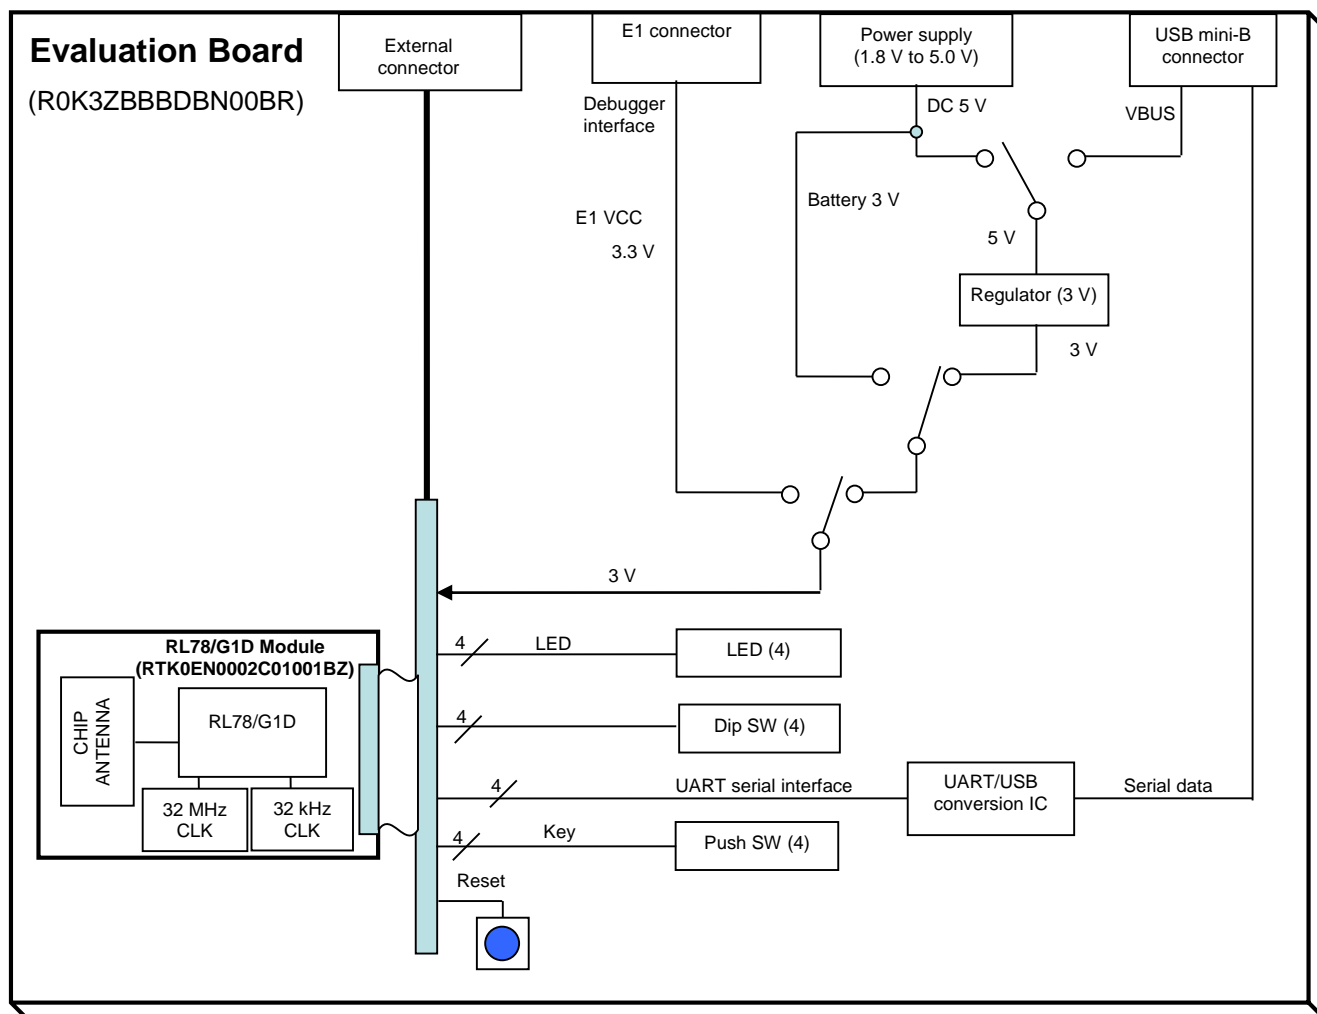 Evaluation Board
(R0K3ZBBBDBN00BR)
External
connector
E1 connector
Power supply
(1.8 V to 5.0 V)
USB mini-B
connector
Debugger
interface
DC 5 V
VBUS
Battery 3 V
E1 VCC
3.3 V
5 V
Regulator (3 V)
3 V
3 V
RL78/G1D Module
(RTK0EN0002C01001BZ)
CHIP
ANTENNA
RL78/G1D
32 MHz
CLK
32 kHz
CLK
4
LED
LED (4)
4
Dip SW (4)
4
UART serial interface
UART/USB
conversion IC
Serial data
4
Key
Push SW (4)
Reset